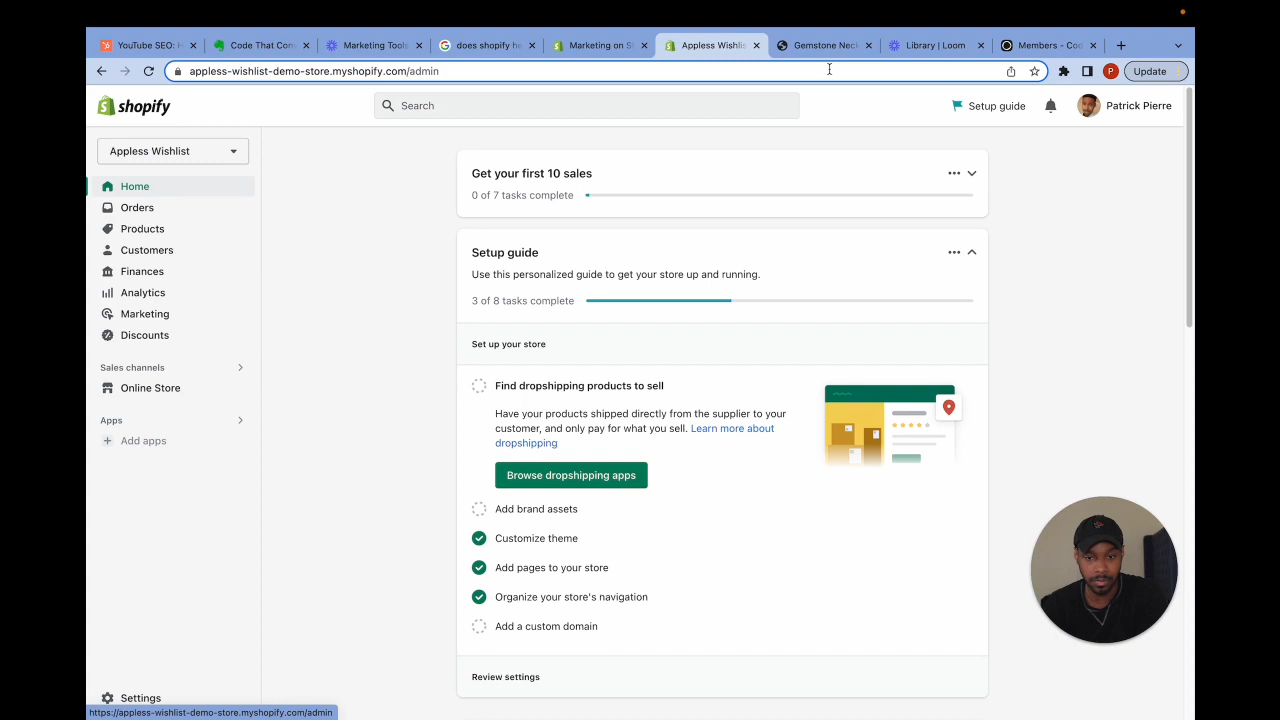 YouTube SEO: H
Code That Con
Marketing Tools
does shopify he
Marketing on S
Appless Wishlis
Gemstone Neck
Library | Loom
Members - Cod
appless-wishlist-demo-store.myshopify.com/admin
P
Update
shopify
Search
Setup guide
Patrick Pierre
Appless Wishlist
Home
Orders
Products
Customers
Finances
Analytics
Marketing
Discounts
Sales channels
Online Store
Apps
Add apps
Settings
https://appless-wishlist-demo-store.myshopify.com/admin
Get your first 10 sales
0 of 7 tasks complete
Setup guide
Use this personalized guide to get your store up and running.
3 of 8 tasks complete
Set up your store
Find dropshipping products to sell
Have your products shipped directly from the supplier to your
customer, and only pay for what you sell. Learn more about
dropshipping
Browse dropshipping apps
Add brand assets
Customize theme
Add pages to your store
Organize your store's navigation
Add a custom domain
Review settings